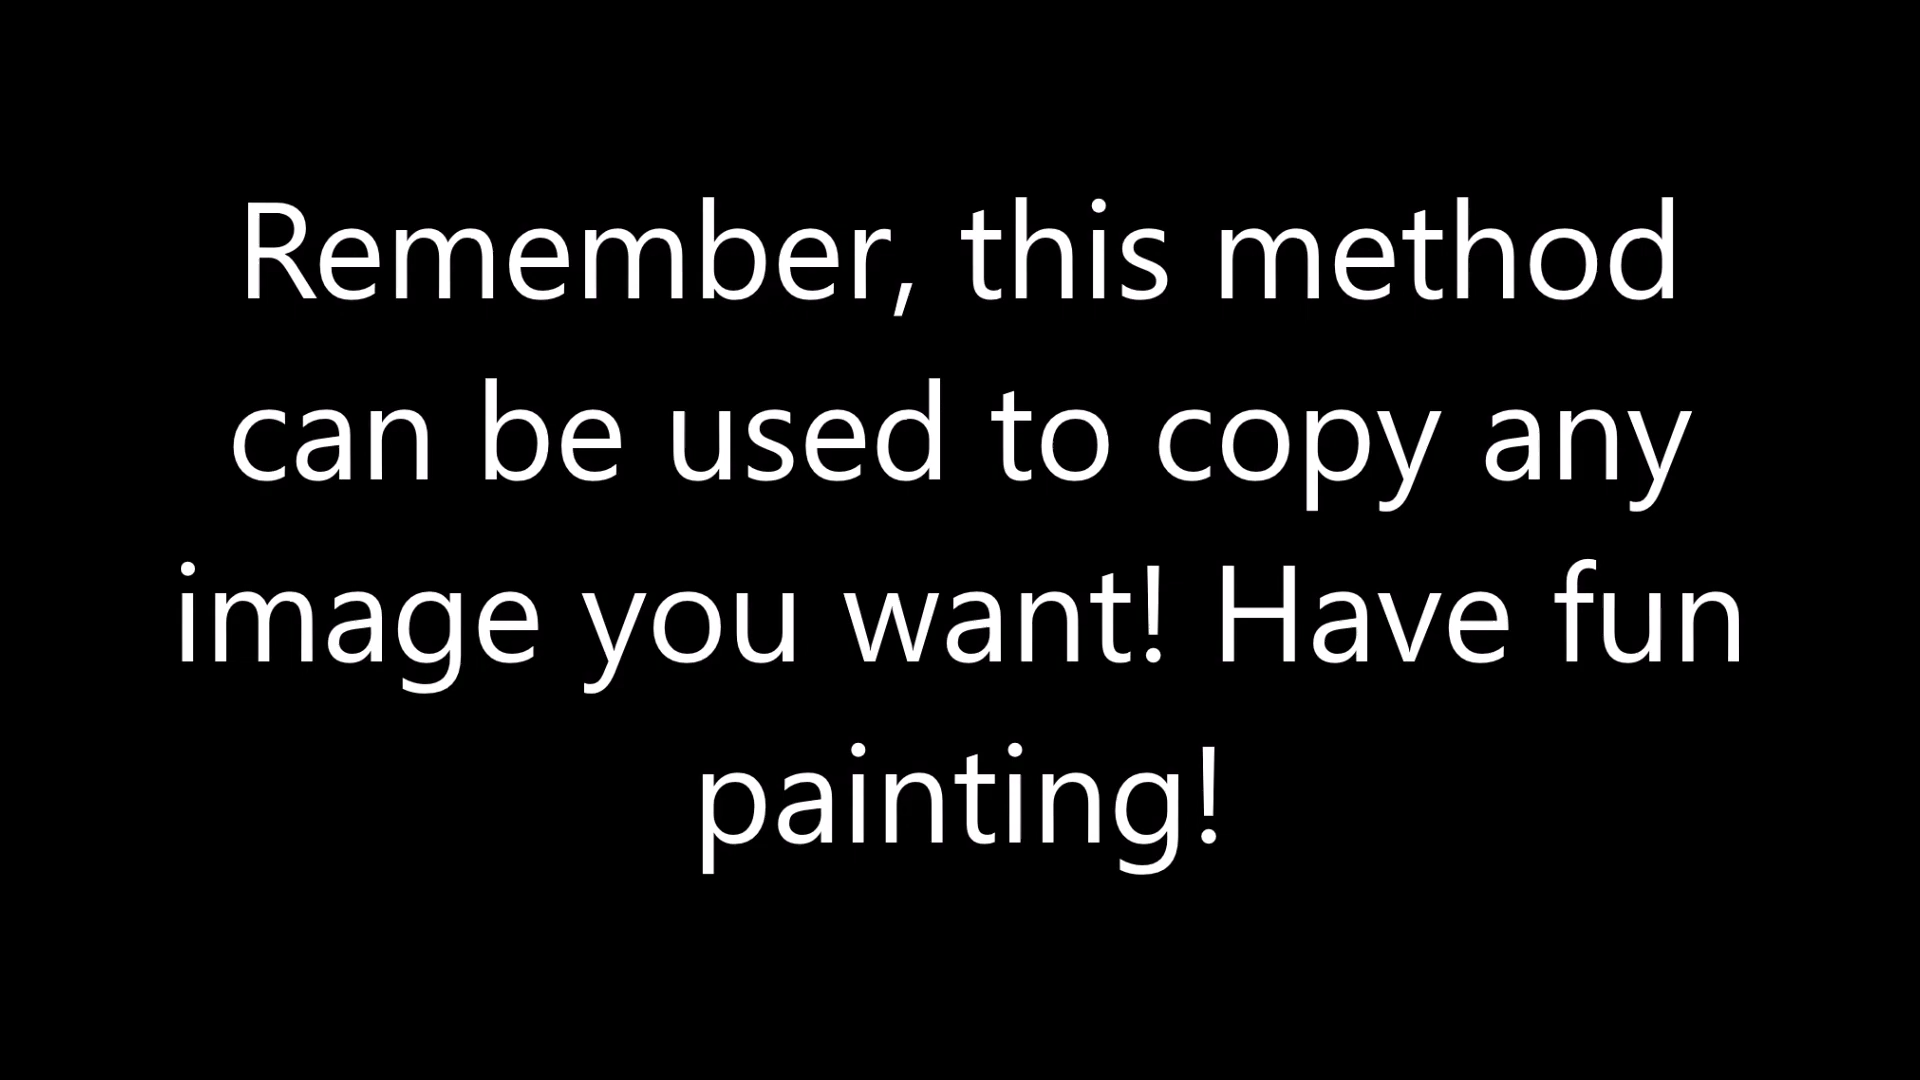 Remember, this method
can be used to copy any
image you want! Have fun
painting!